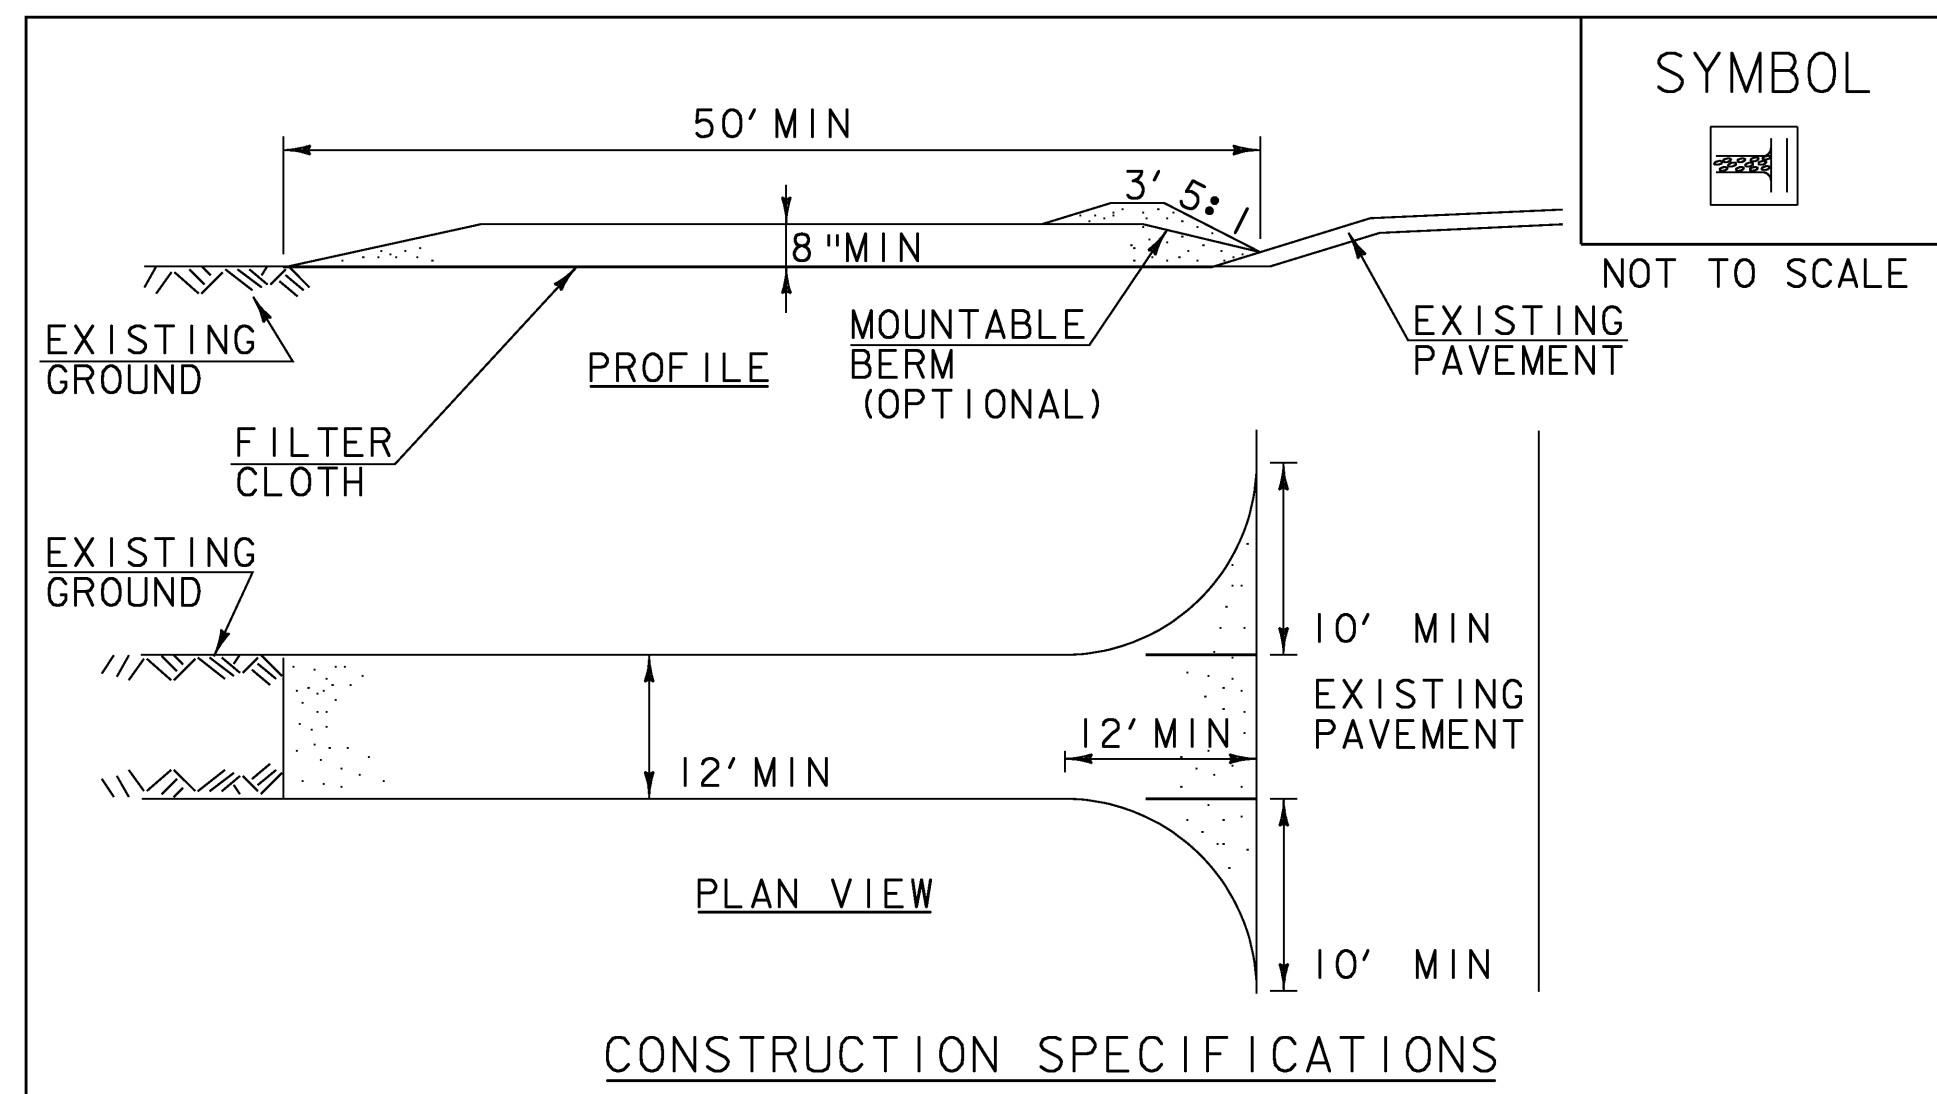 SYMBOL
NOT TO SCALE
50' MIN
3' 5:1
8"MIN
EXISTING
GROUND
PROFILE
MOUNTABLE
BERM
(OPTIONAL)
EXISTING
PAVEMENT
FILTER
CLOTH
EXISTING
GROUND
10' MIN
EXISTING
PAVEMENT
12' MIN
12' MIN
PLAN VIEW
10' MIN
CONSTRUCTION SPECIFICATIONS